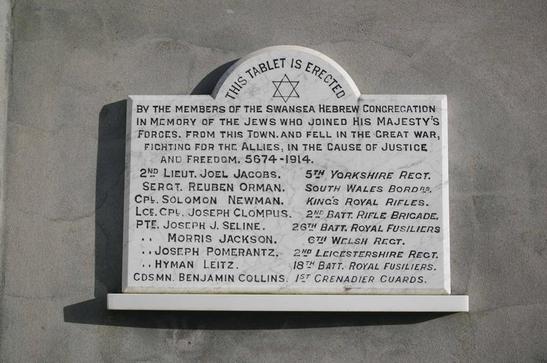 THIS TABLET IS ERECTED
BY THE MEMBERS OF THE SWANSEA HEBREW CONGREGATION
IN MEMORY OF THE JEWS WHO JOINED HIS MAJESTY'S
FORCES. FROM THIS TOWN. AND FELL IN THE GREAT WAR,
FIGHTING FOR THE ALLIES, IN THE CAUSE OF JUSTICE
AND FREEDOM. 5674-1914.
2ND LIEUT. JOEL JACOBS. 5TH YORKSHIRE REGT.
SERGT. REUBEN ORMAN. SOUTH WALES BORDRS.
CPL. SOLOMON NEWMAN. KING'S ROYAL RIFLES.
LCE. CPL. JOSEPH CLOMPUS. 2ND BATT. RIFLE BRIGADE.
PTE. JOSEPH J. SELINE. 26TH BATT. ROYAL FUSILIERS
,, MORRIS JACKSON. 6TH WELSH REGT.
,, JOSEPH POMERANTZ. 2ND LEICESTERSHIRE REGT.
,, HYMAN LEITZ. 18TH BATT. ROYAL FUSILIERS.
GDSMN. BENJAMIN COLLINS. 1ST GRENADIER GUARDS.